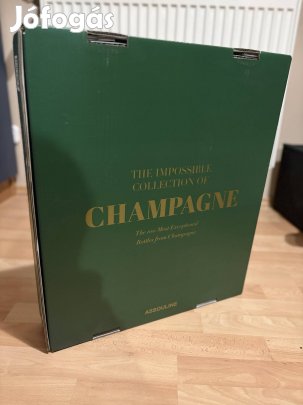 Jófogás
THE IMPOSSIBLE
COLLECTION OF
CHAMPAGNE
The 100 Most Exceptional
Bottles from Champagne
ASSOULINE